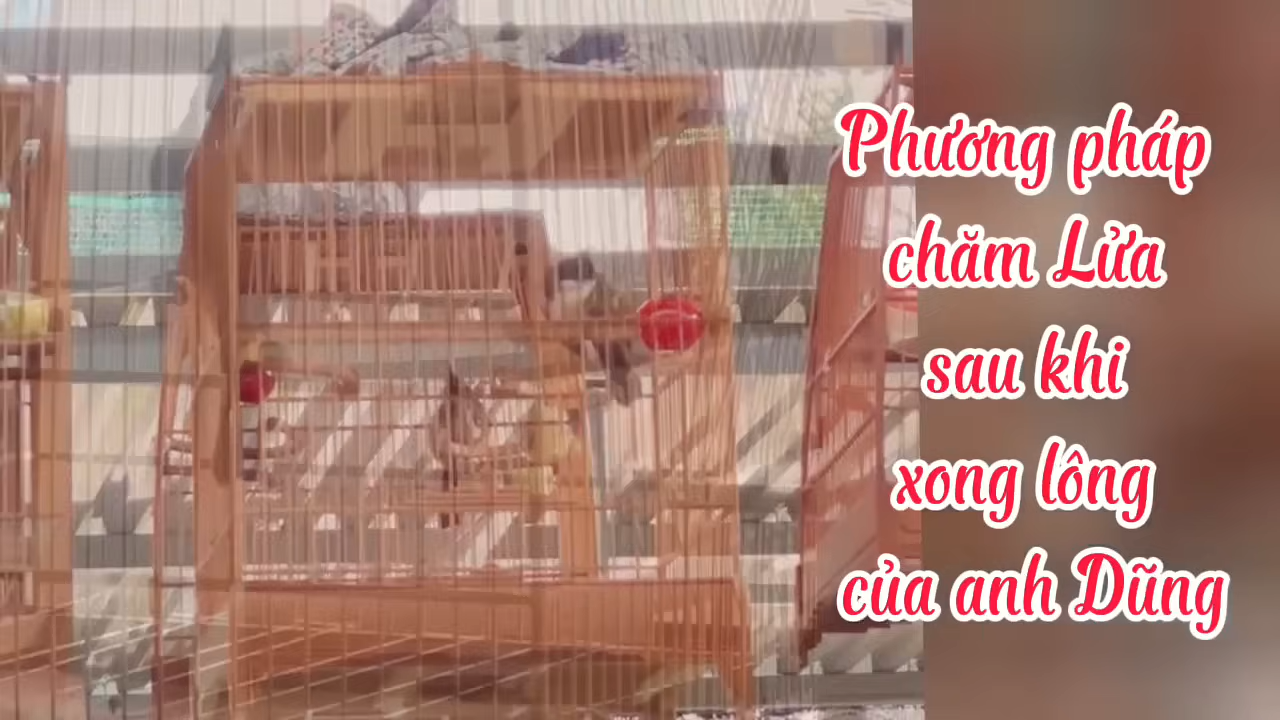 Phương pháp
chăm Lửa
sau khi
xong lông
của anh Dũng